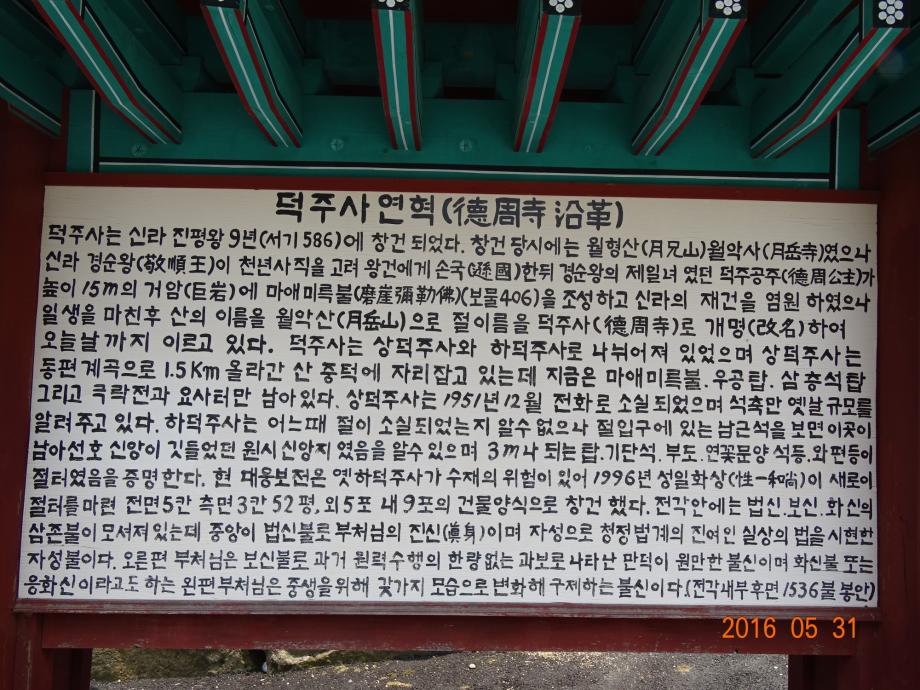 덕주사연혁(德周寺 沿革)
덕주사는 신라 진평왕 9년(서기 586)에 창건 되었다. 창건 당시에는 월형산(月兄山)월악사(月岳寺)였으나
신라 경순왕(敬順王)이 천년사직을 고려 왕건에게 손국(遜國)한뒤 경순왕의 제일녀 였던 덕주공주(德周公主)가
높이 15m의 거암(巨岩)에 마애미륵불(磨崖彌勒佛)(보물406)을 조성하고 신라의 재건을 염원 하였으나
일생을 마친후 산의 이름을 월악산(月岳山)으로 절이름을 덕주사(德周寺)로 개명(改名)하여
오늘날까지 이르고 있다. 덕주사는 상덕주사와 하덕주사로 나뉘어져 있었으며 상덕주사는
동편 계곡으로 1.5Km 올라간 산 중턱에 자리잡고 있는데 지금은 마애미륵불. 우공탑. 삼층석탑
그리고 극락전과 요사터만 남아있다. 상덕주사는 1951년 12월 전화로 소실 되었으며 석축만 옛날 규모를
알려주고 있다. 하덕주사는 어느때 절이 소실되었는지 알수 없으나 절입구에 있는 남근석을 보면 이곳이
남아선호 신앙이 깃들었던 원시 신앙지 였음을 알수있으며 3m나 되는 탑. 기단석. 부도. 연꽃문양 석등. 와편등이
절터였음을 증명한다. 현 대웅보전은 옛하덕주사가 수재의 위험이 있어 1996년 성일화상(性一和尙)이 새로이
절터를 마련 전면5칸 측면3칸 52평, 외5포 내9포의 건물양식으로 창건 했다. 전각안에는 법신. 보신. 화신의
삼존불이 모셔져 있는데 중앙이 법신불로 부처님의 진신(眞身)이며 자성으로 청정법계의 진여인 실상의 법을 시현한
자성불이다. 오른편 부처님은 보신불로 과거 원력수행의 한량없는 과보로 나타난 만덕이 원만한 불신이며 화신불 또는
응화신이라고도 하는 왼편부처님은 중생을위해 갖가지 모습으로 변화해 구제하는 불신이다.(전각내부후면 1536불 봉안)
2016 05 31